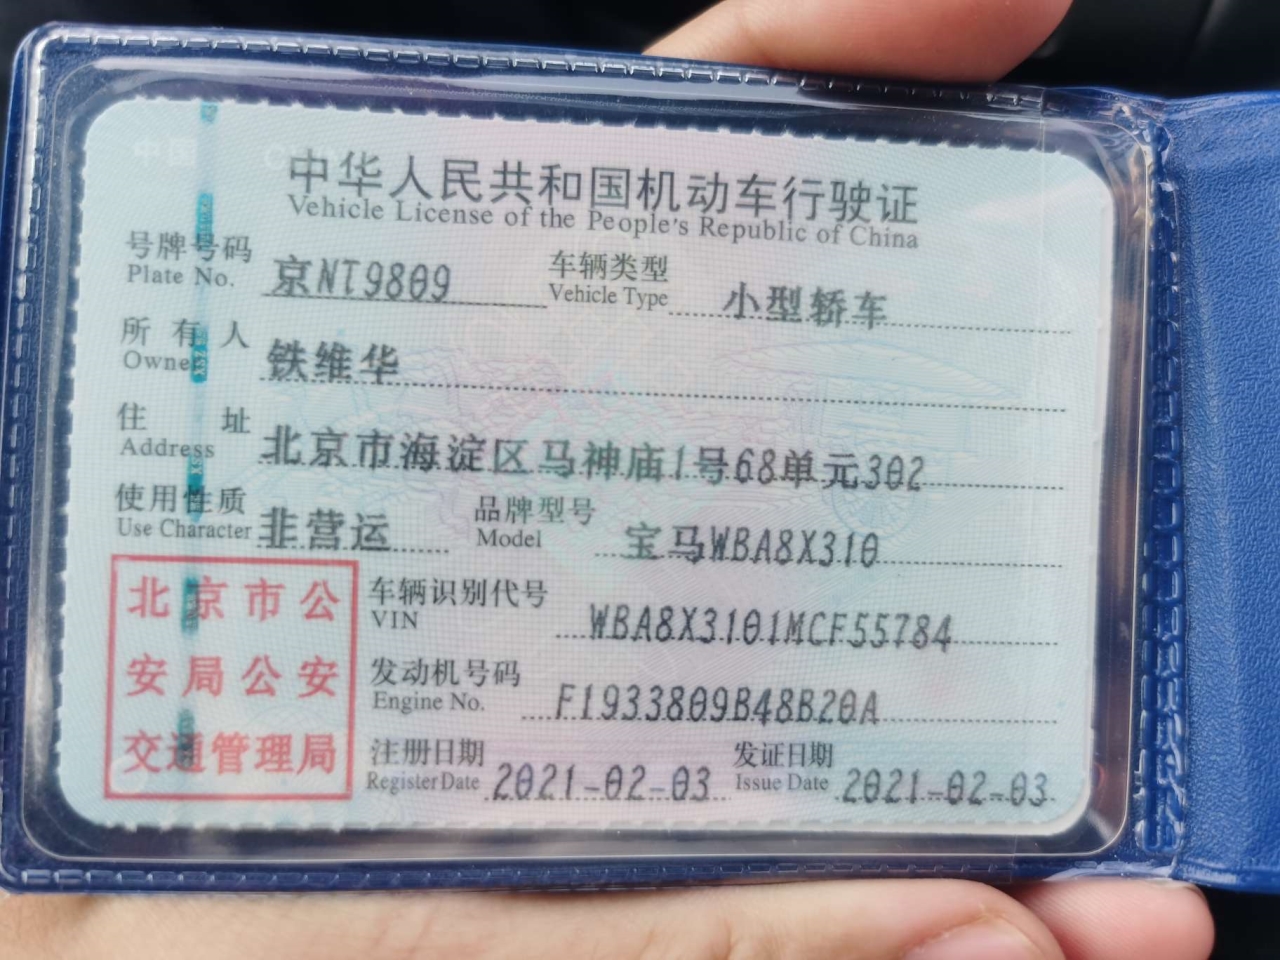 中华人民共和国机动车行驶证
Vehicle License of the People's Republic of China
号牌号码 京NT9809 车辆类型 小型轿车
Plate No. Vehicle Type
所有人 铁维华
Owner
住址 北京市海淀区马神庙1号68单元302
Address
使用性质 非营运 品牌型号 宝马WBA8X310
Use Character Model
北京市公
安局公安
交通管理局
车辆识别代号 WBA8X3101MCF55784
VIN
发动机号码 F1933809B48B20A
Engine No.
注册日期 2021-02-03 发证日期 2021-02-03
Register Date Issue Date